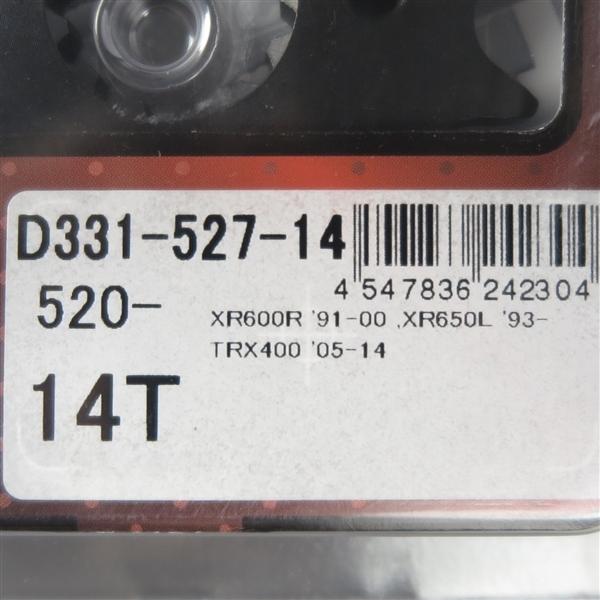 D331-527-14
4 547836 242304
520-
XR600R '91-00 ,XR650L '93-
TRX400 '05-14
14T